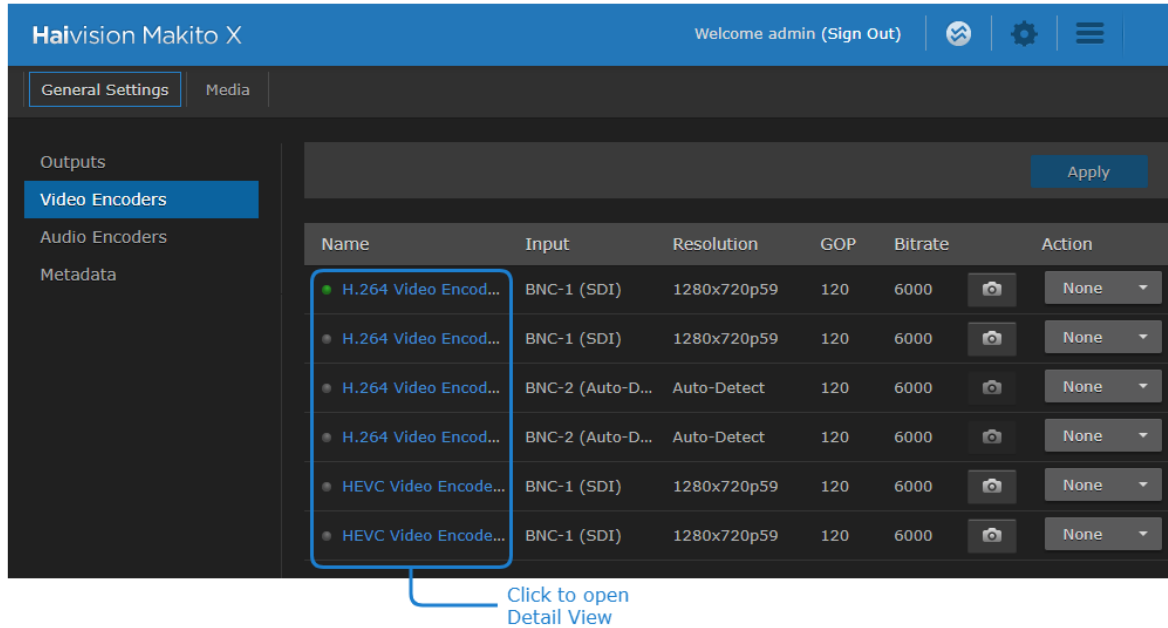 Haivision Makito X Welcome admin (Sign Out)
General Settings Media
Outputs
Video Encoders
Audio Encoders
Metadata
Apply
Name Input Resolution GOP Bitrate Action
H.264 Video Encod... BNC-1 (SDI) 1280x720p59 120 6000 None
H.264 Video Encod... BNC-1 (SDI) 1280x720p59 120 6000 None
H.264 Video Encod... BNC-2 (Auto-D... Auto-Detect 120 6000 None
H.264 Video Encod... BNC-2 (Auto-D... Auto-Detect 120 6000 None
HEVC Video Encode... BNC-1 (SDI) 1280x720p59 120 6000 None
HEVC Video Encode... BNC-1 (SDI) 1280x720p59 120 6000 None
Click to open
Detail View